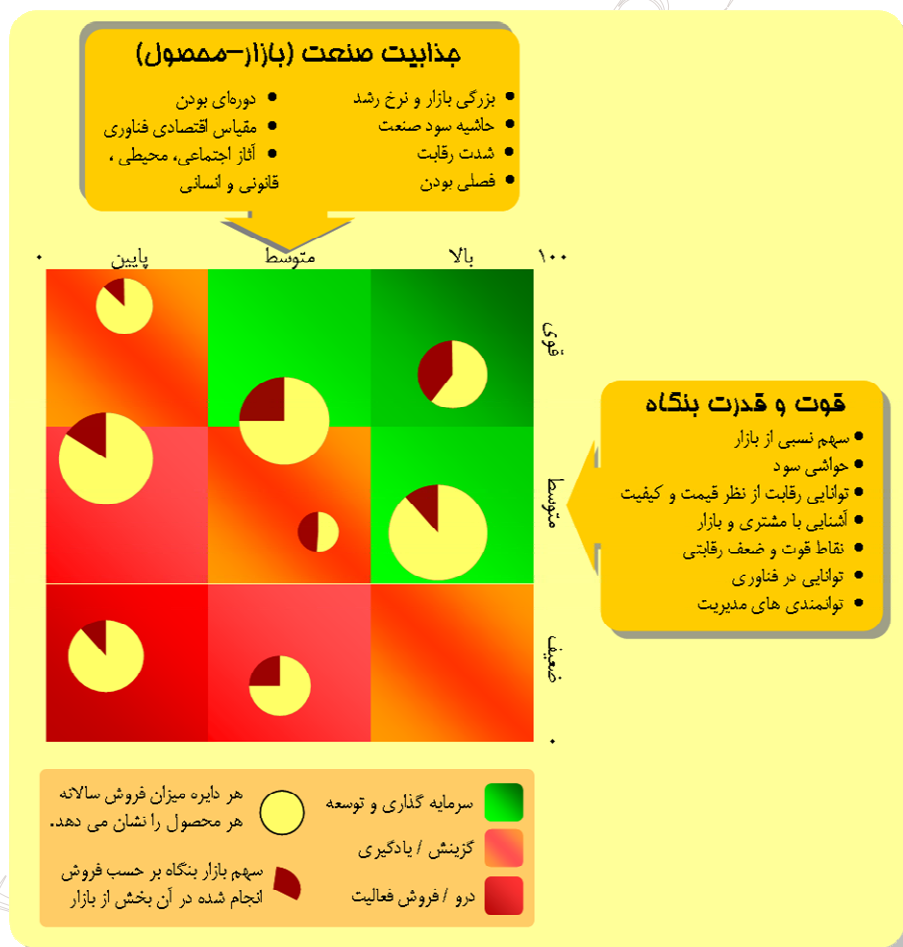 جذابیت صنعت (بازار-محصول)
• بزرگی بازار و نرخ رشد
• حاشیه سود صنعت
• شدت رقابت
• فصلی بودن
• دوره‌ای بودن
• مقیاس اقتصادی فناوری
• آثار اجتماعی، محیطی ،
قانونی و انسانی
۱۰۰
بالا
متوسط
پایین
۰
قوی
متوسط
ضعیف
۰
قوت و قدرت بنگاه
• سهم نسبی از بازار
• حواشی سود
• توانایی رقابت از نظر قیمت و کیفیت
• آشنایی با مشتری و بازار
• نقاط قوت و ضعف رقابتی
• توانایی در فناوری
• توانمندی های مدیریت
سرمایه گذاری و توسعه
گزینش / یادگیری
درو / فروش فعالیت
هر دایره میزان فروش سالانه
هر محصول را نشان می دهد.
سهم بازار بنگاه بر حسب فروش
انجام شده در آن بخش از بازار